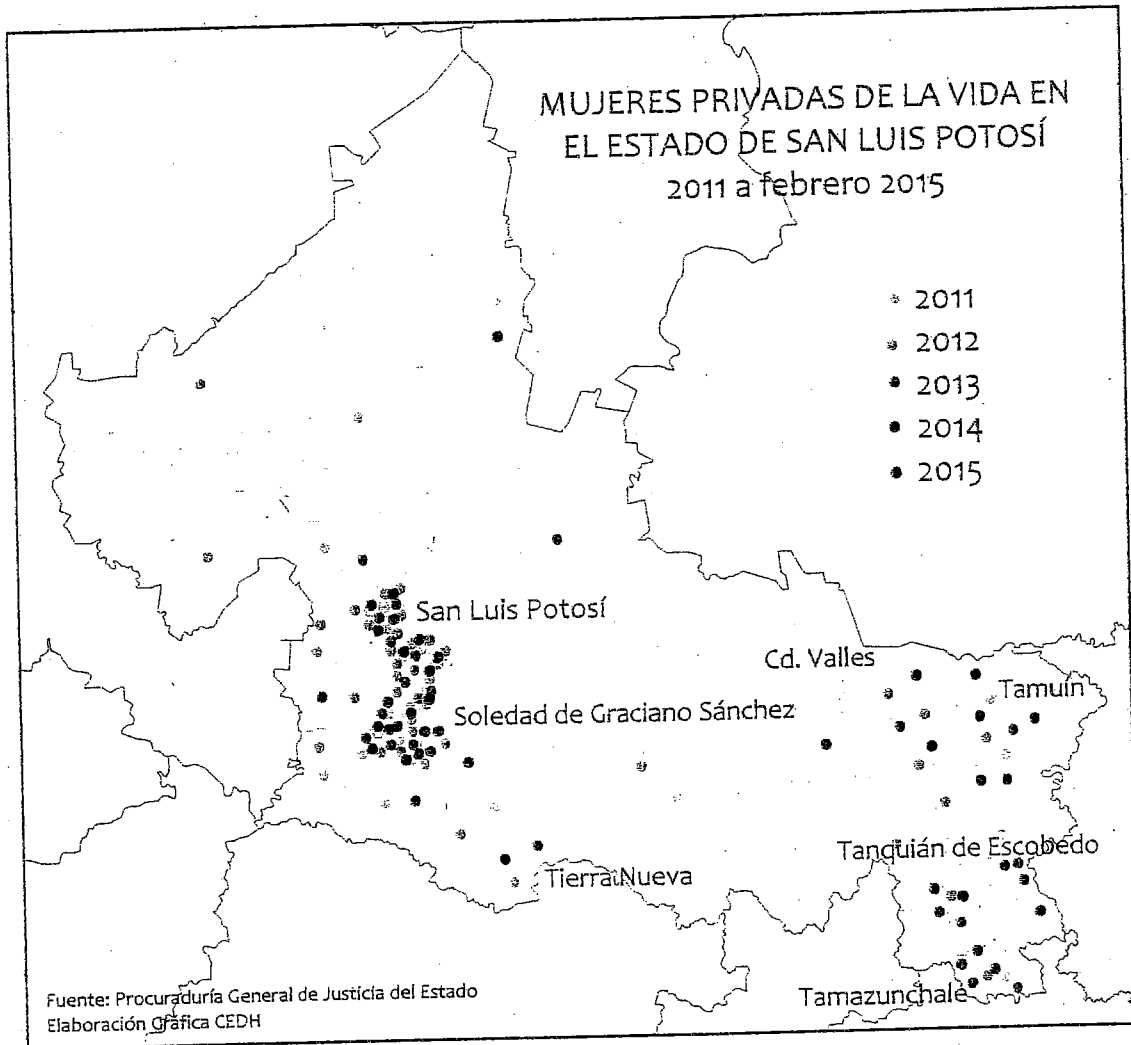 MUJERES PRIVADAS DE LA VIDA EN
EL ESTADO DE SAN LUIS POTOSÍ
2011 a febrero 2015
2011
2012
2013
2014
2015
San Luis Potosí
Cd. Valles
Tamuín
Soledad de Graciano Sánchez
Tanquián de Escobedo
Tierra Nueva
Tamazunchale
Fuente: Procuraduría General de Justicia del Estado
Elaboración Gráfica CEDH